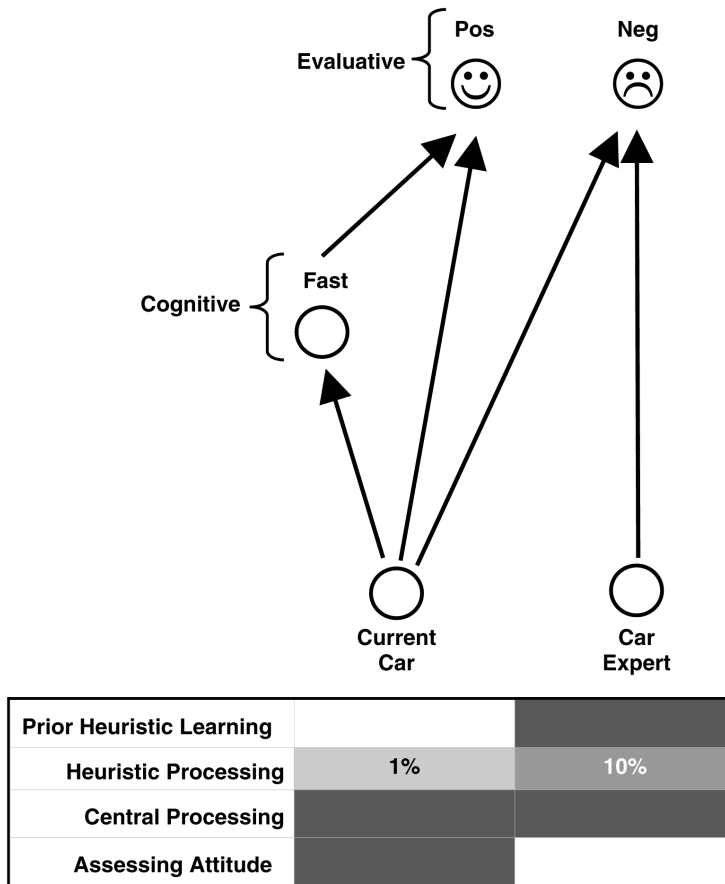 Pos
Neg
Evaluative
Fast
Cognitive
Current
Car
Car
Expert
Prior Heuristic Learning
Heuristic Processing
1%
10%
Central Processing
Assessing Attitude